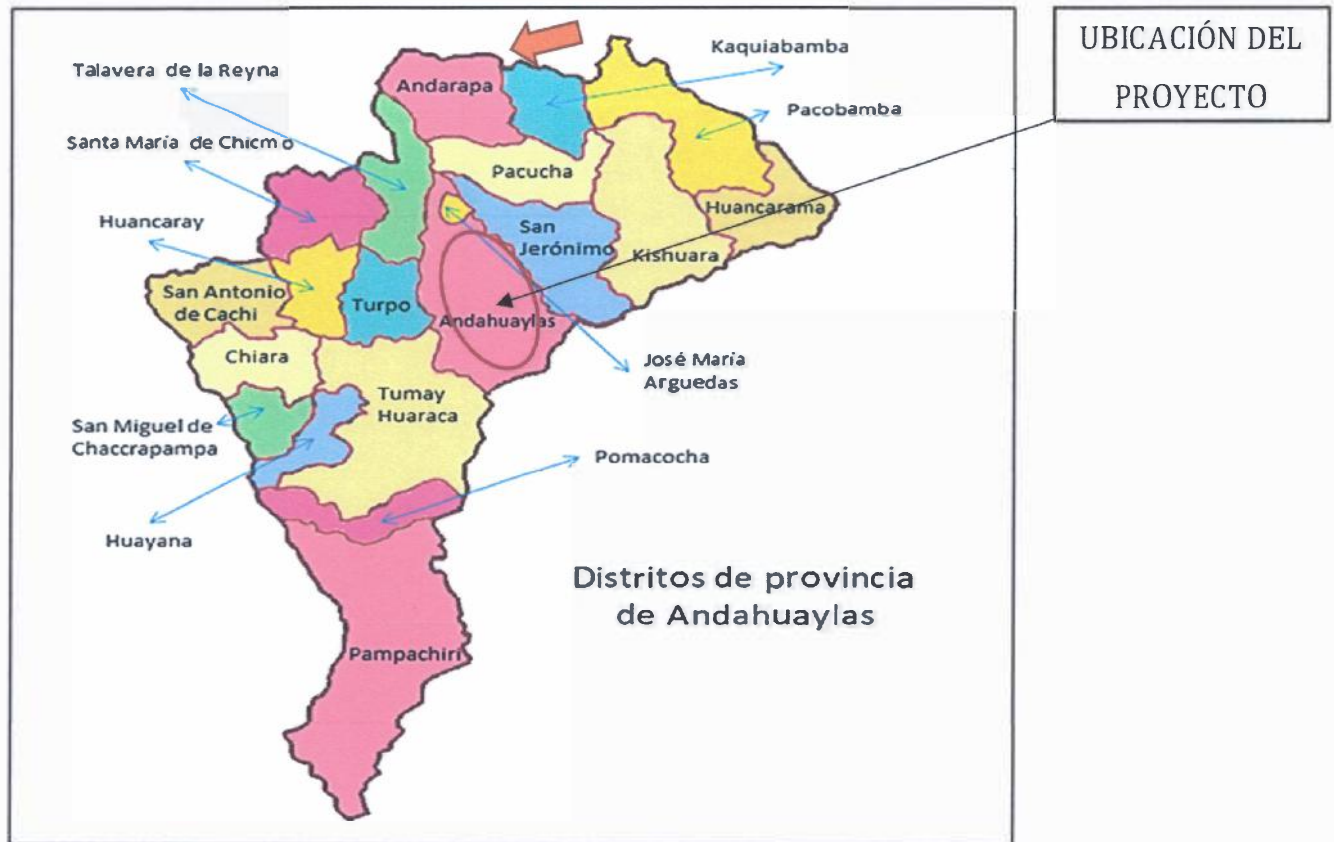 UBICACIÓN DEL
PROYECTO
Kaquiabamba
Talavera de la Reyna
Andarapa
Pacobamba
Santa María de Chicmo
Pacucha
Huancarama
Huancaray
San
Jerónimo
Kishuara
San Antonio
de Cachi
Turpo
Andahuaylas
Chiara
José María
Arguedas
Tumay
Huaraca
San Miguel de
Chaccrapampa
Pomacocha
Huayana
Distritos de provincia
de Andahuaylas
Pampachiri